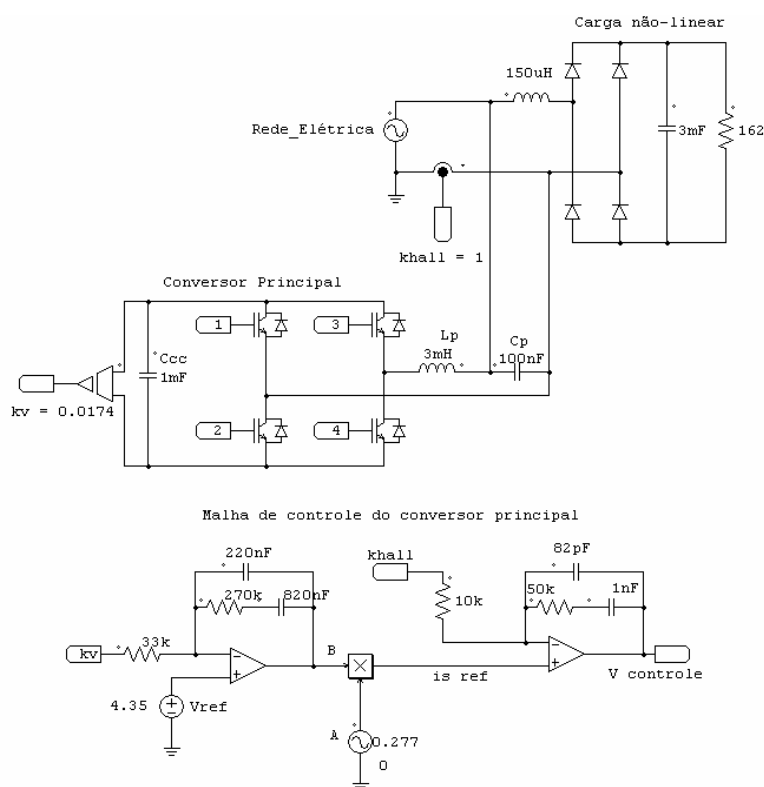 Carga não-linear
150uH
Rede_Elétrica
3mF
162
khall = 1
Conversor Principal
1
3
Lp
3mH
Cp
100nF
Ccc
1mF
kv = 0.0174
2
4
Malha de controle do conversor principal
220nF
270k
820nF
kv
33k
B
4.35
Vref
A
0.277
0
is ref
khall
10k
82pF
50k
1nF
V controle